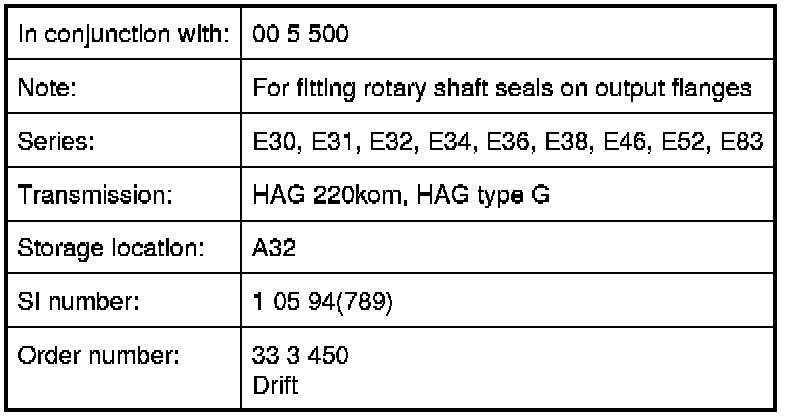 In conjunction with: 00 5 500
Note: For fitting rotary shaft seals on output flanges
Series: E30, E31, E32, E34, E36, E38, E46, E52, E83
Transmission: HAG 220kom, HAG type G
Storage location: A32
SI number: 1 05 94(789)
Order number: 33 3 450
Drift